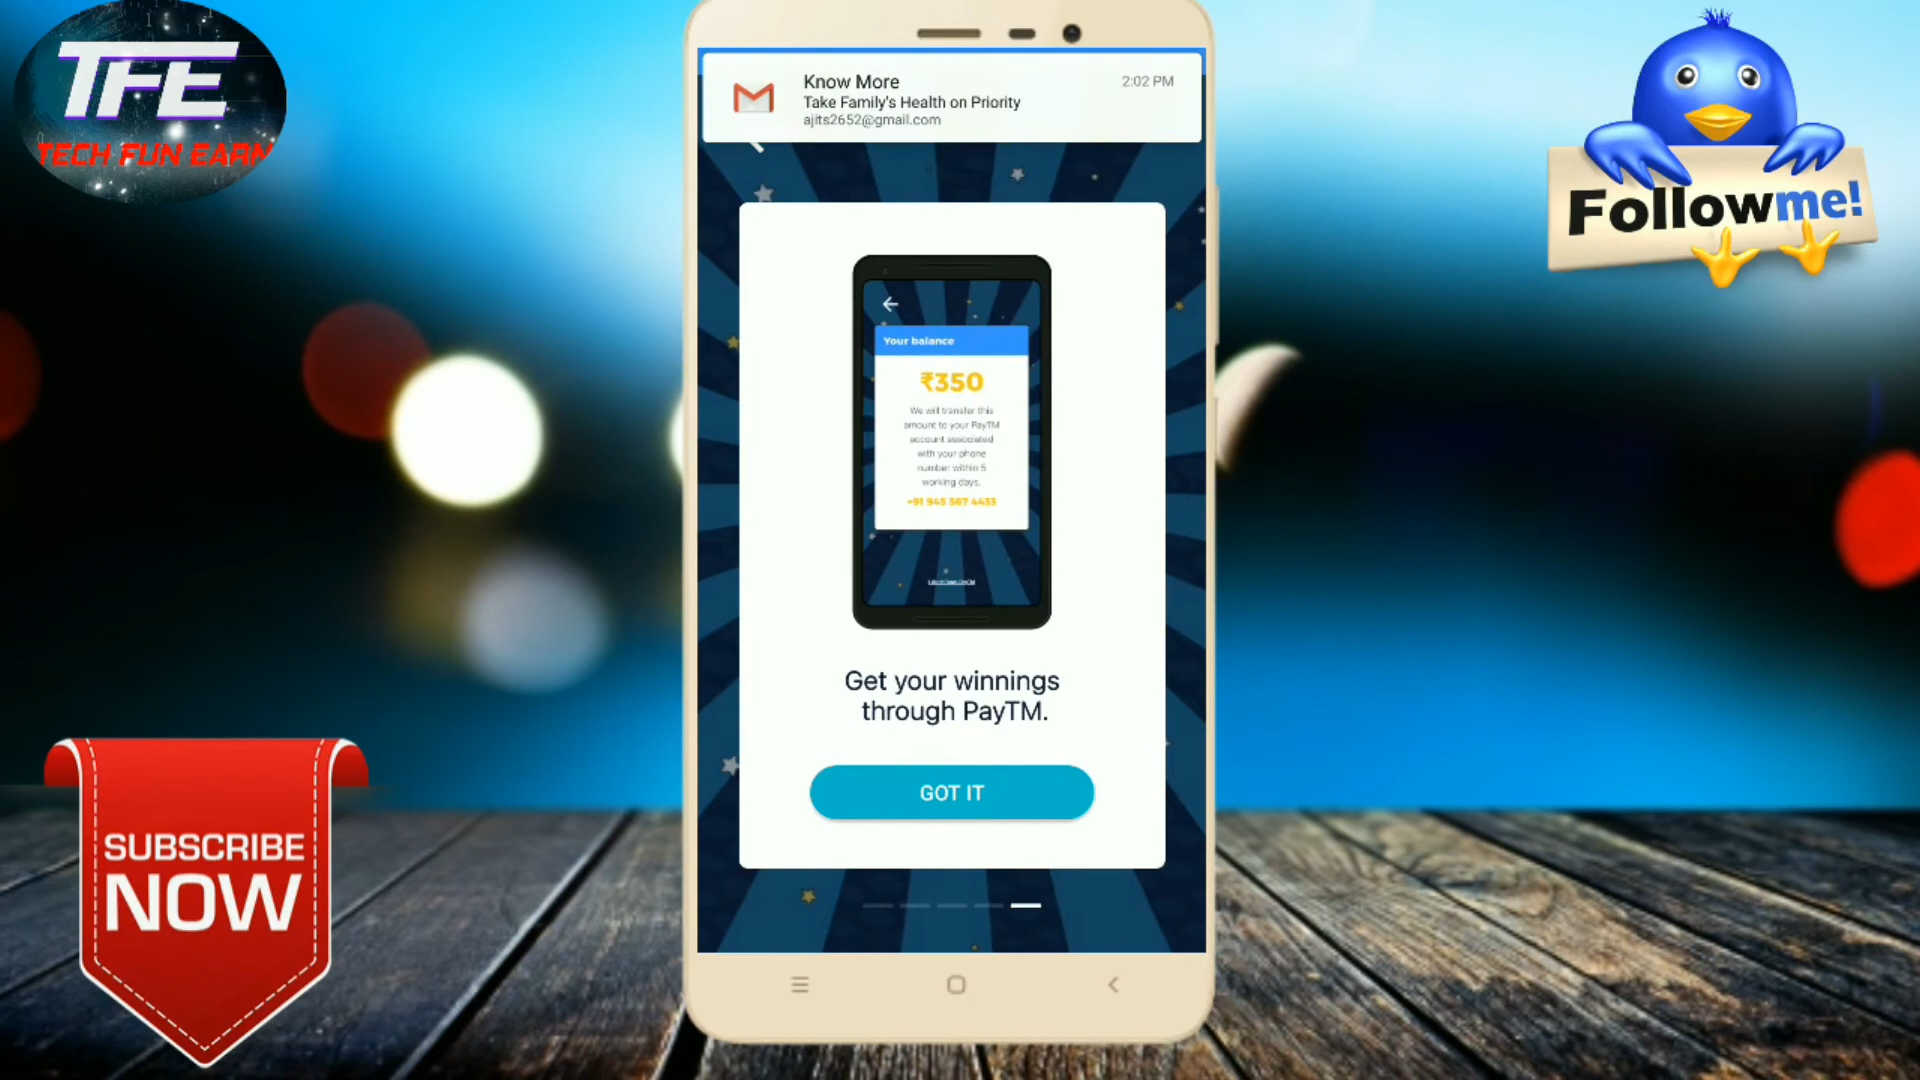 TFE
TECH FUN EARN
Know More
2:02 PM
Take Family's Health on Priority
ajits2652@gmail.com
Followme!
Your balance
₹350
We will transfer this
amount to your PayTM
account associated
with your phone
number within 5
working days.
+91 945 567 4433
Get your winnings
through PayTM.
GOT IT
SUBSCRIBE
NOW